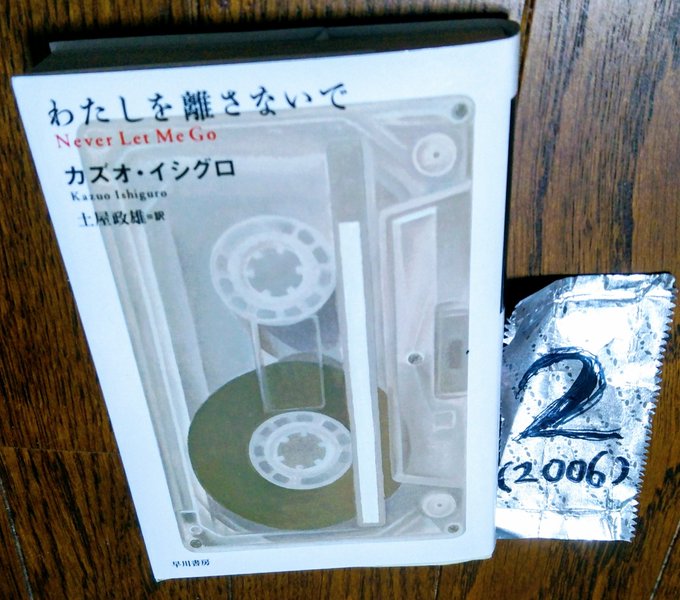 わたしを離さないで
Never Let Me Go
カズオ・イシグロ
Kazuo Ishiguro
土屋政雄=訳
早川書房
2
(2006)